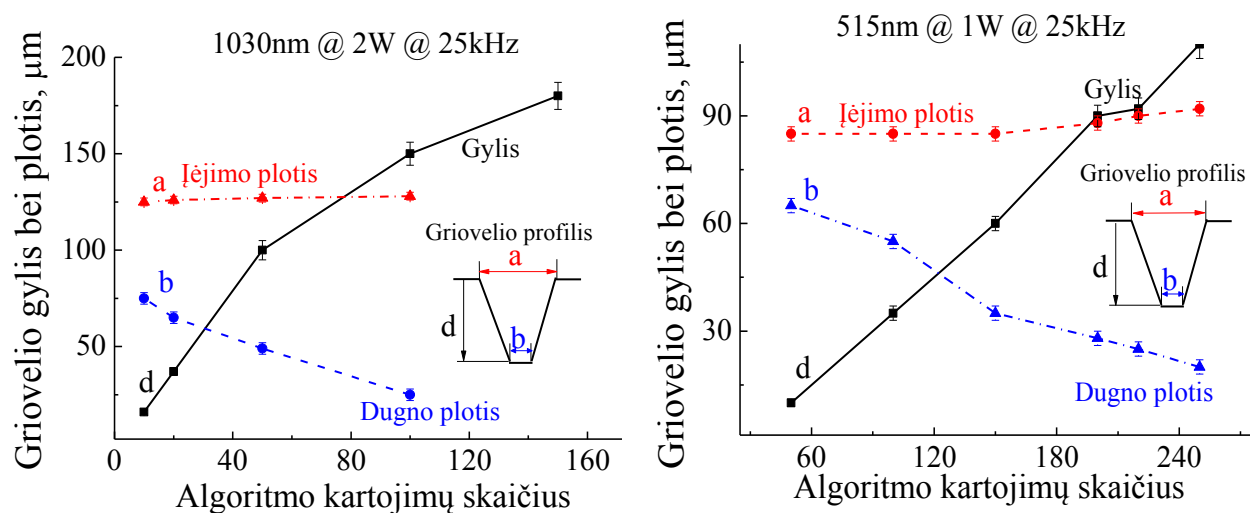 1030nm @ 2W @ 25kHz
Griovelio gylis bei plotis, µm
200
150
100
50
a
Įėjimo plotis
Gylis
b
d
Dugno plotis
Griovelio profilis
a
d
b
0
40
80
120
160
Algoritmo kartojimų skaičius
515nm @ 1W @ 25kHz
Griovelio gylis bei plotis, µm
90
60
30
a
Įėjimo plotis
Gylis
b
d
Dugno plotis
Griovelio profilis
a
d
b
60
120
180
240
Algoritmo kartojimų skaičius